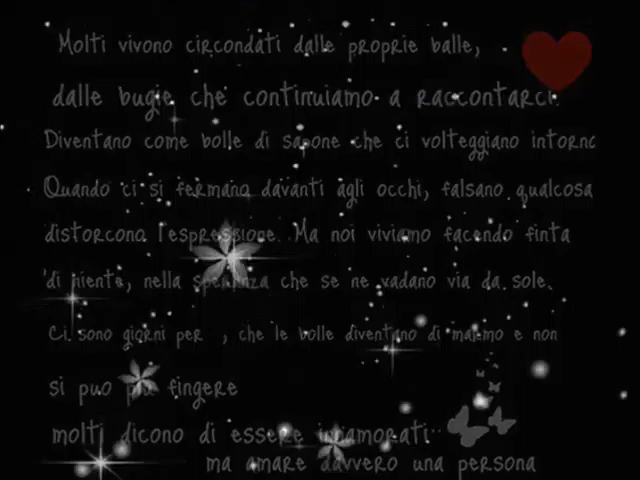 Molti vivono circondati dalle proprie balle,
dalle bugie che continuiamo a raccontarci.
Diventano come bolle di sapone che ci volteggiano intorno
Quando ci si fermano davanti agli occhi, falsano qualcosa
distorcono l'espressione. Ma noi viviamo facendo finta
di niente, nella speranza che se ne vadano via da sole.
Ci sono giorni per , che le bolle diventano di marmo e non
si puo più fingere
molti dicono di essere innamorati...
ma amare davvero una persona